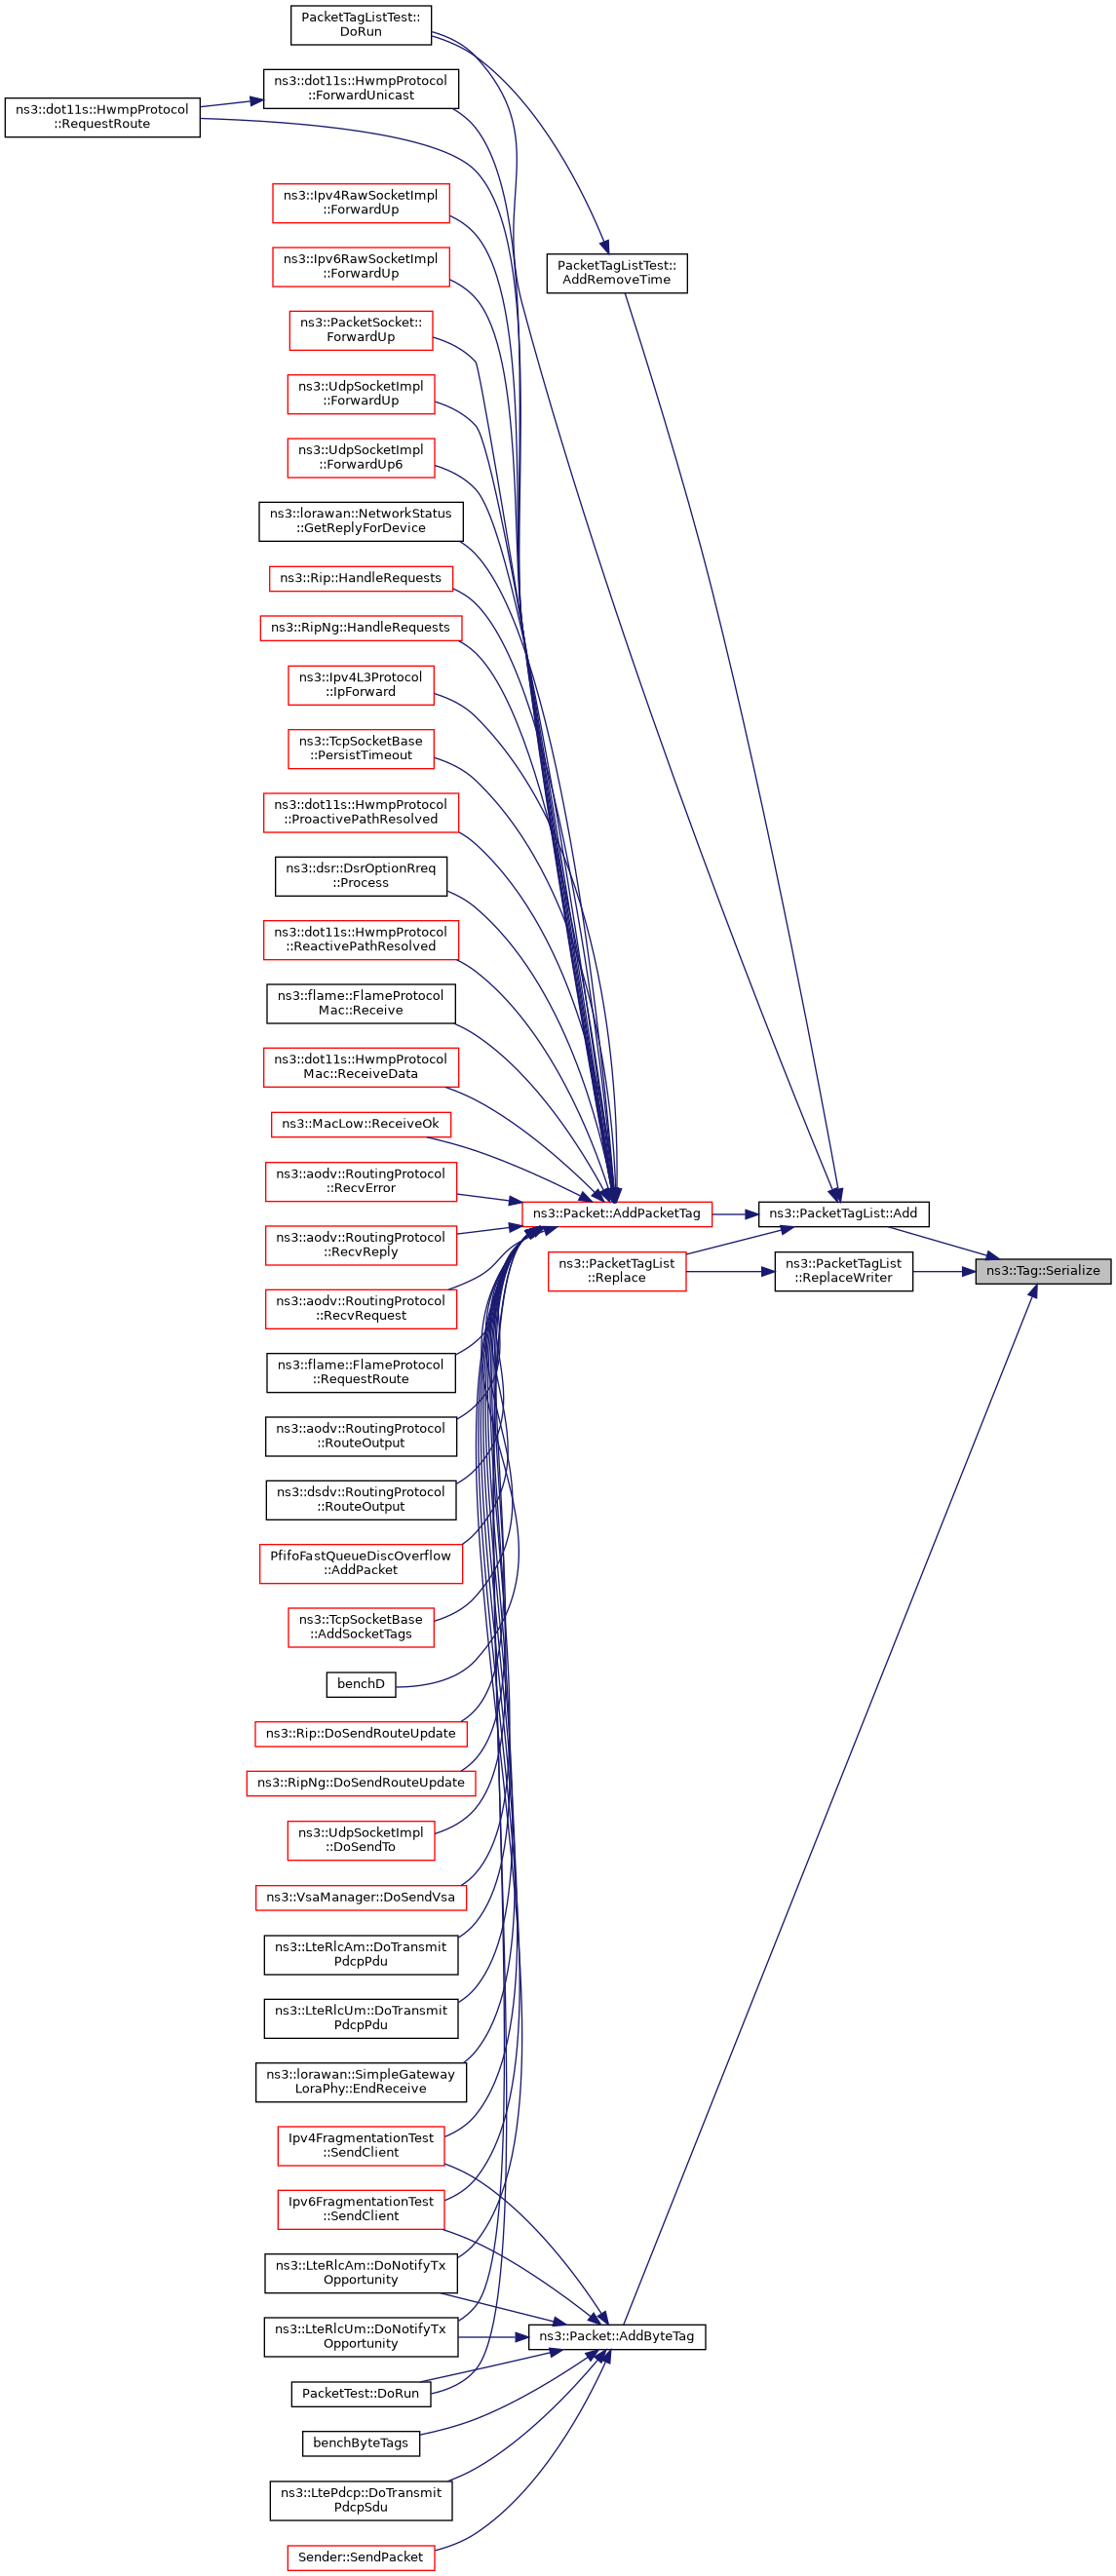 PacketTagListTest::
DoRun
ns3::dot11s::HwmpProtocol
::ForwardUnicast
ns3::dot11s::HwmpProtocol
::RequestRoute
ns3::Ipv4RawSocketImpl
::ForwardUp
ns3::Ipv6RawSocketImpl
::ForwardUp
PacketTagListTest::
AddRemoveTime
ns3::PacketSocket::
ForwardUp
ns3::UdpSocketImpl
::ForwardUp
ns3::UdpSocketImpl
::ForwardUp6
ns3::lorawan::NetworkStatus
::GetReplyForDevice
ns3::Rip::HandleRequests
ns3::RipNg::HandleRequests
ns3::Ipv4L3Protocol
::IpForward
ns3::TcpSocketBase
::PersistTimeout
ns3::dot11s::HwmpProtocol
::ProactivePathResolved
ns3::dsr::DsrOptionRreq
::Process
ns3::dot11s::HwmpProtocol
::ReactivePathResolved
ns3::flame::FlameProtocol
Mac::Receive
ns3::dot11s::HwmpProtocol
Mac::ReceiveData
ns3::MacLow::ReceiveOk
ns3::aodv::RoutingProtocol
::RecvError
ns3::Packet::AddPacketTag
ns3::PacketTagList::Add
ns3::aodv::RoutingProtocol
::RecvReply
ns3::PacketTagList
::Replace
ns3::PacketTagList
::ReplaceWriter
ns3::Tag::Serialize
ns3::aodv::RoutingProtocol
::RecvRequest
ns3::flame::FlameProtocol
::RequestRoute
ns3::aodv::RoutingProtocol
::RouteOutput
ns3::dsdv::RoutingProtocol
::RouteOutput
PfifoFastQueueDiscOverflow
::AddPacket
ns3::TcpSocketBase
::AddSocketTags
benchD
ns3::Rip::DoSendRouteUpdate
ns3::RipNg::DoSendRouteUpdate
ns3::UdpSocketImpl
::DoSendTo
ns3::VsaManager::DoSendVsa
ns3::LteRlcAm::DoTransmit
PdcpPdu
ns3::LteRlcUm::DoTransmit
PdcpPdu
ns3::lorawan::SimpleGateway
LoraPhy::EndReceive
Ipv4FragmentationTest
::SendClient
Ipv6FragmentationTest
::SendClient
ns3::LteRlcAm::DoNotifyTx
Opportunity
ns3::LteRlcUm::DoNotifyTx
Opportunity
ns3::Packet::AddByteTag
PacketTest::DoRun
benchByteTags
ns3::LtePdcp::DoTransmit
PdcpSdu
Sender::SendPacket